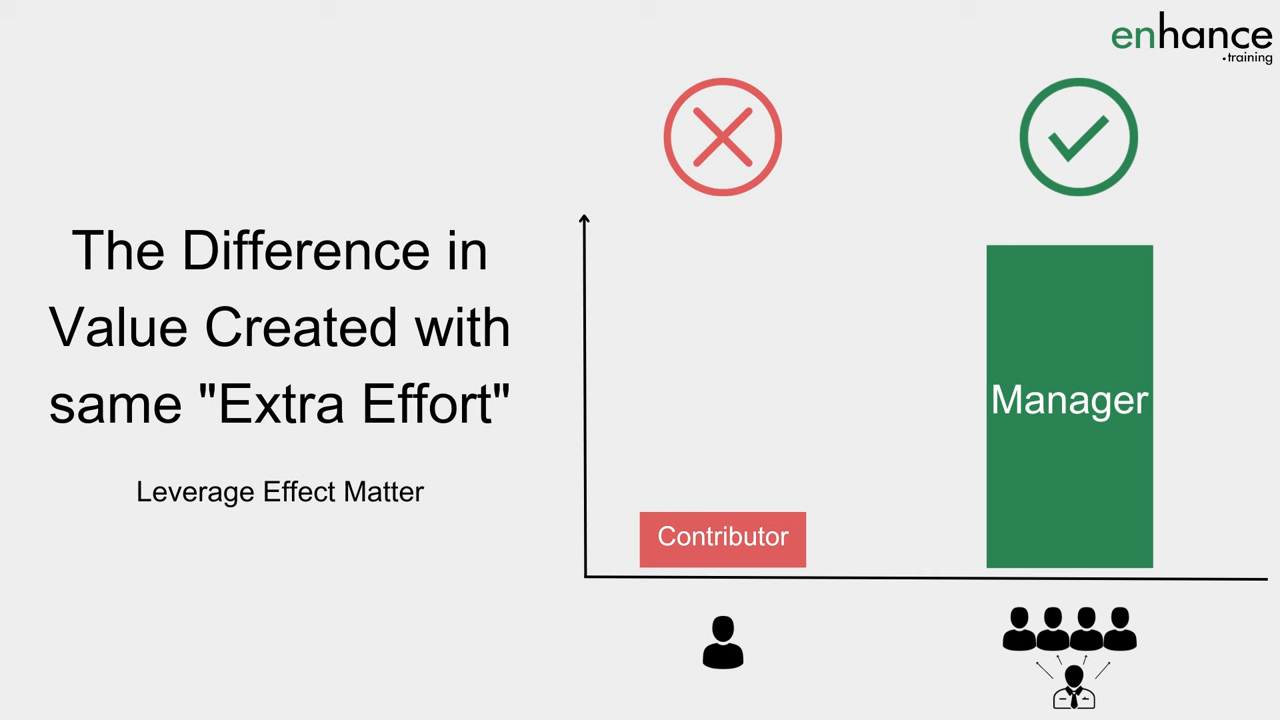 enhance
.training
The Difference in
Value Created with
same "Extra Effort"
Leverage Effect Matter
Manager
Contributor